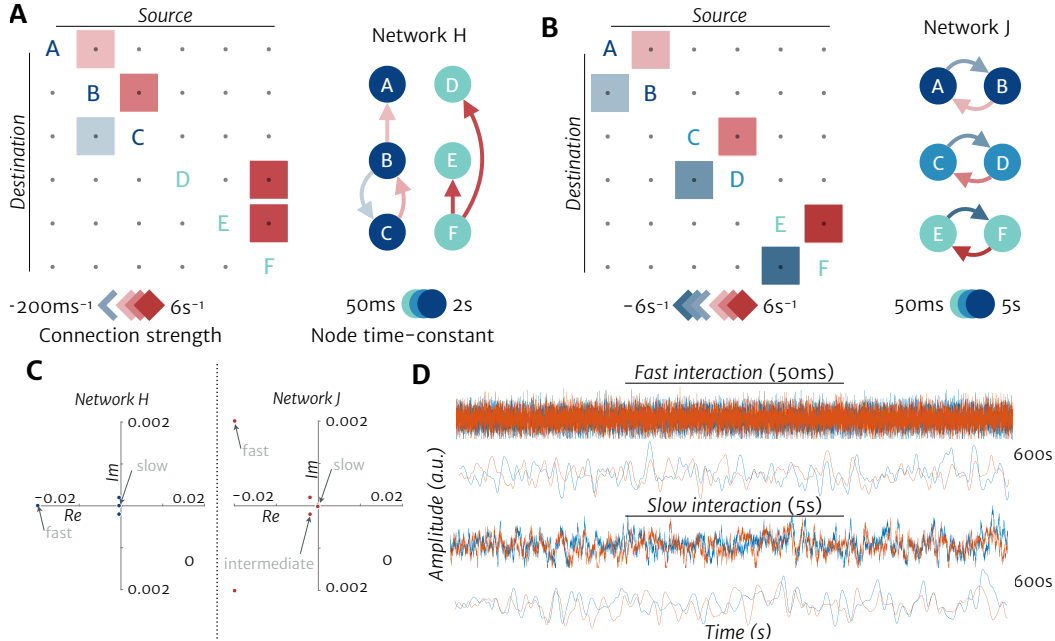 A
Source
Destination
A
B
C
D
E
F
Network H
A
D
B
E
C
F
-200ms⁻¹
6s⁻¹
Connection strength
50ms
2s
Node time-constant
B
Source
Destination
A
B
C
D
E
F
Network J
A
B
C
D
E
F
-6s⁻¹
6s⁻¹
50ms
5s
C
Network H
0.002
Im
slow
-0.02
0.02
Re
fast
0
0.002
Network J
0.002
fast
Im
slow
-0.02
0.02
Re
intermediate
0
0.002
D
Fast interaction (50ms)
600s
Slow interaction (5s)
600s
Amplitude (a.u.)
Time (s)